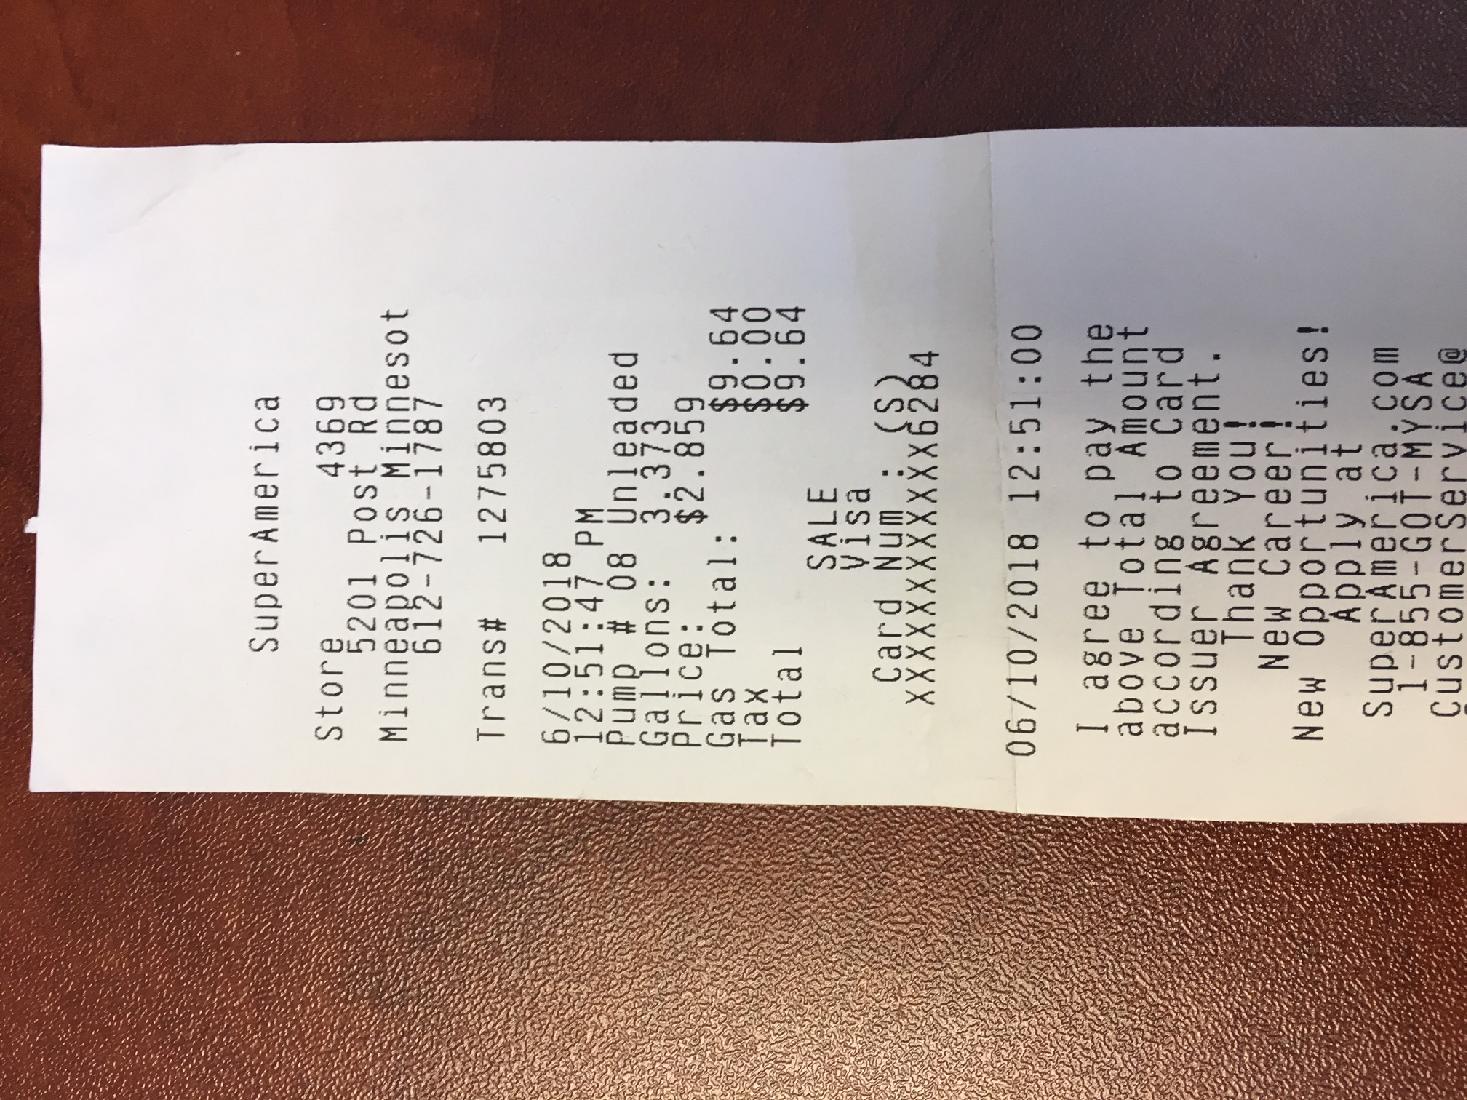 SuperAmerica
Store 4369
5201 Post Rd
Minneapolis Minnesot
612-726-1787
Trans# 1275803
6/10/2018
12:51:47 PM
Pump # 08 Unleaded
Gallons: 3.373
Price: $2.859
Gas Total: $9.64
Tax $0.00
Total $9.64
SALE
Visa
Card Num : (S)
XXXXXXXXXXXX6284
06/10/2018 12:51:00
I agree to pay the
above Total Amount
according to Card
Issuer Agreement.
Thank You!
New Career!
New Opportunities!
Apply at
SuperAmerica.com
1-855-GOT-MYSA
CustomerService@